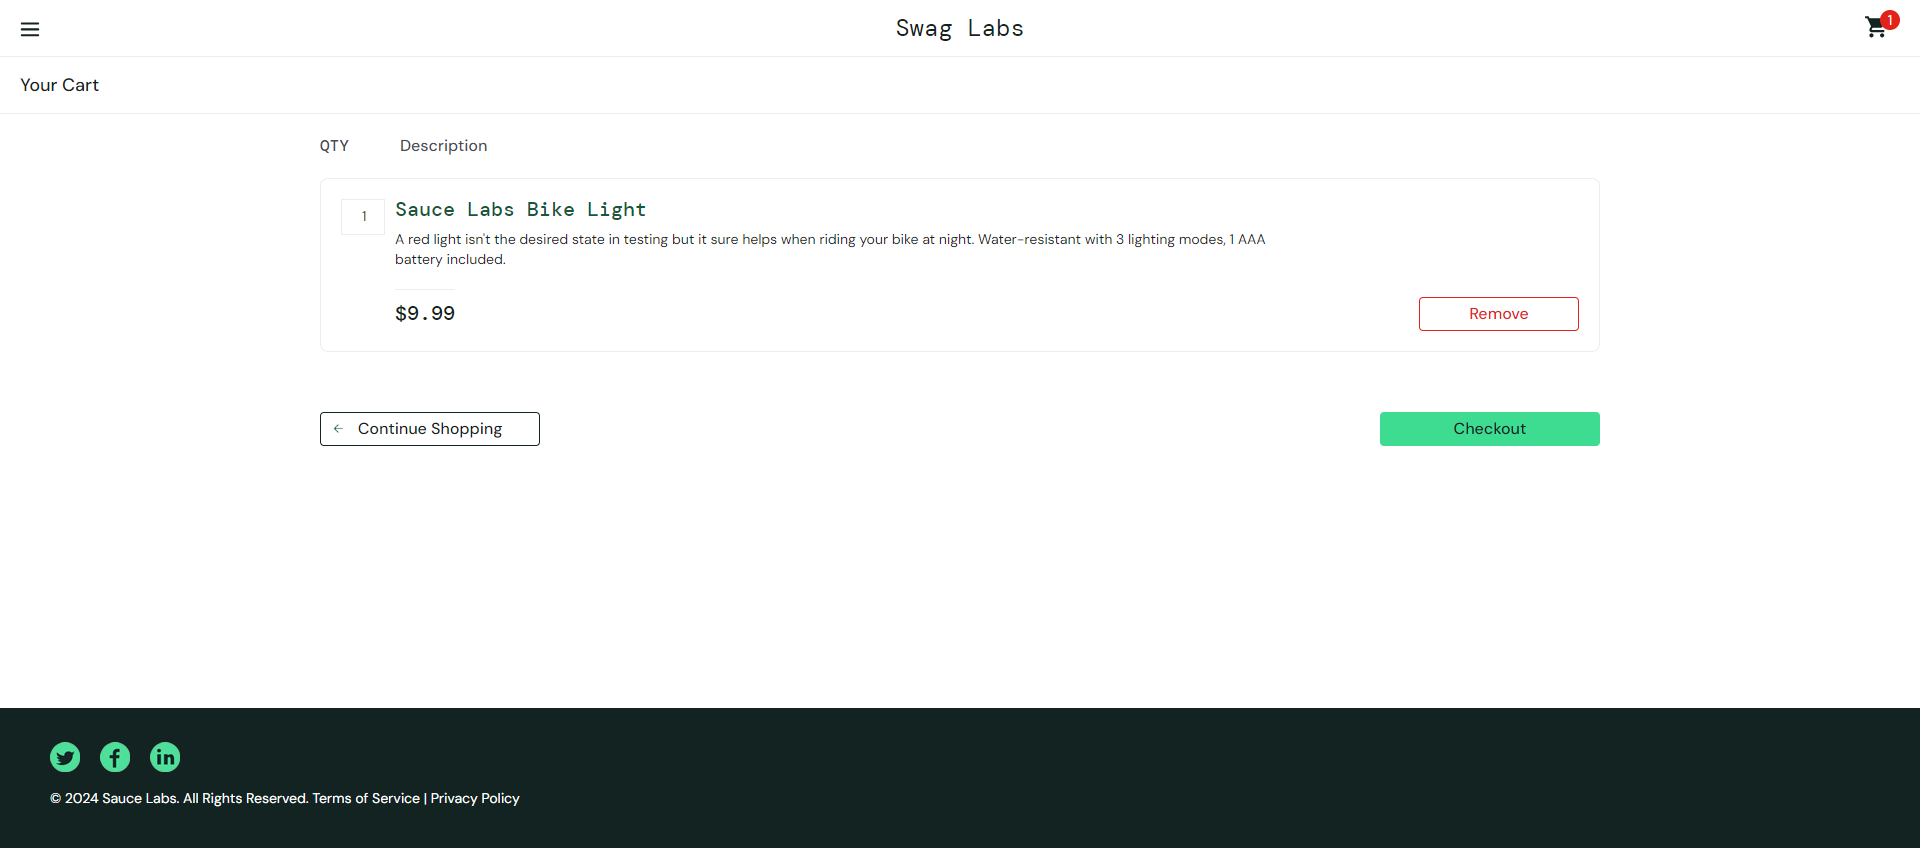 Swag Labs
1
Your Cart
QTY Description
1
Sauce Labs Bike Light
A red light isn't the desired state in testing but it sure helps when riding your bike at night. Water-resistant with 3 lighting modes, 1 AAA
battery included.
$9.99
Remove
Continue Shopping
Checkout
© 2024 Sauce Labs. All Rights Reserved. Terms of Service | Privacy Policy